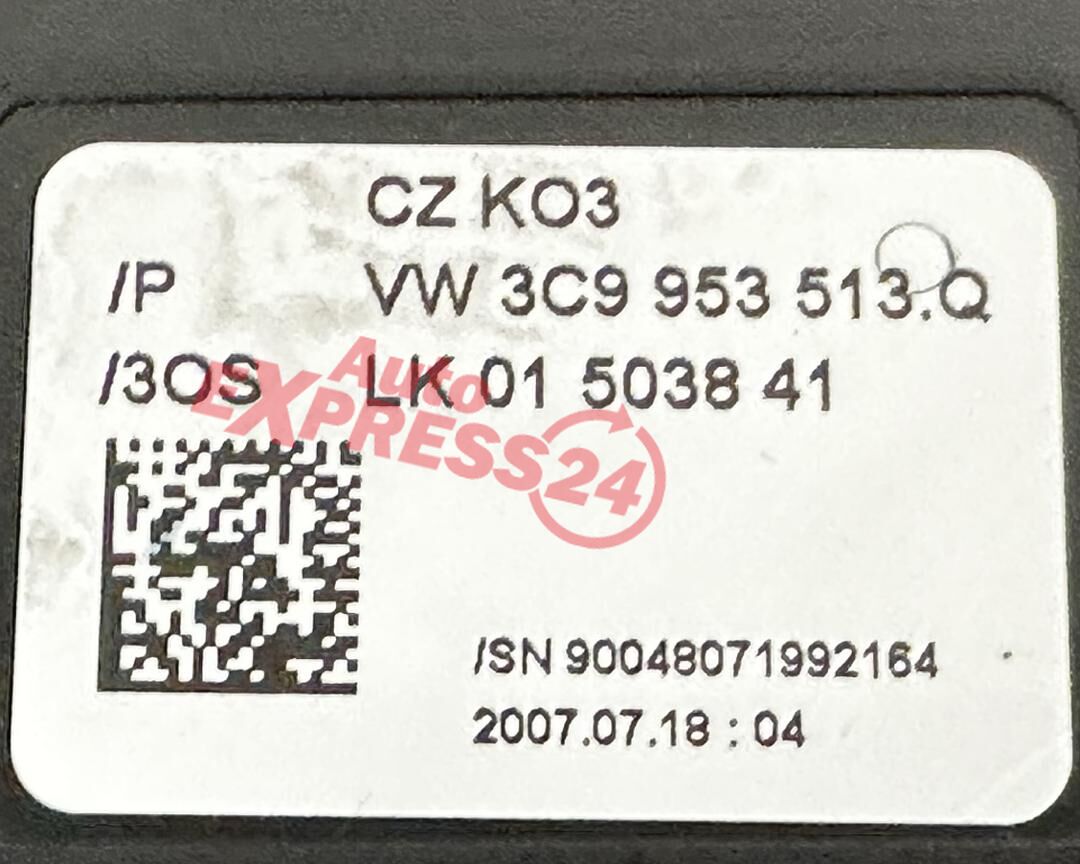 CZ KO3
/P VW 3C9 953 513.Q
/3OS LK 01 5038 41
Auto
EXPRESS24
/SN 90048071992164
2007.07.18 : 04